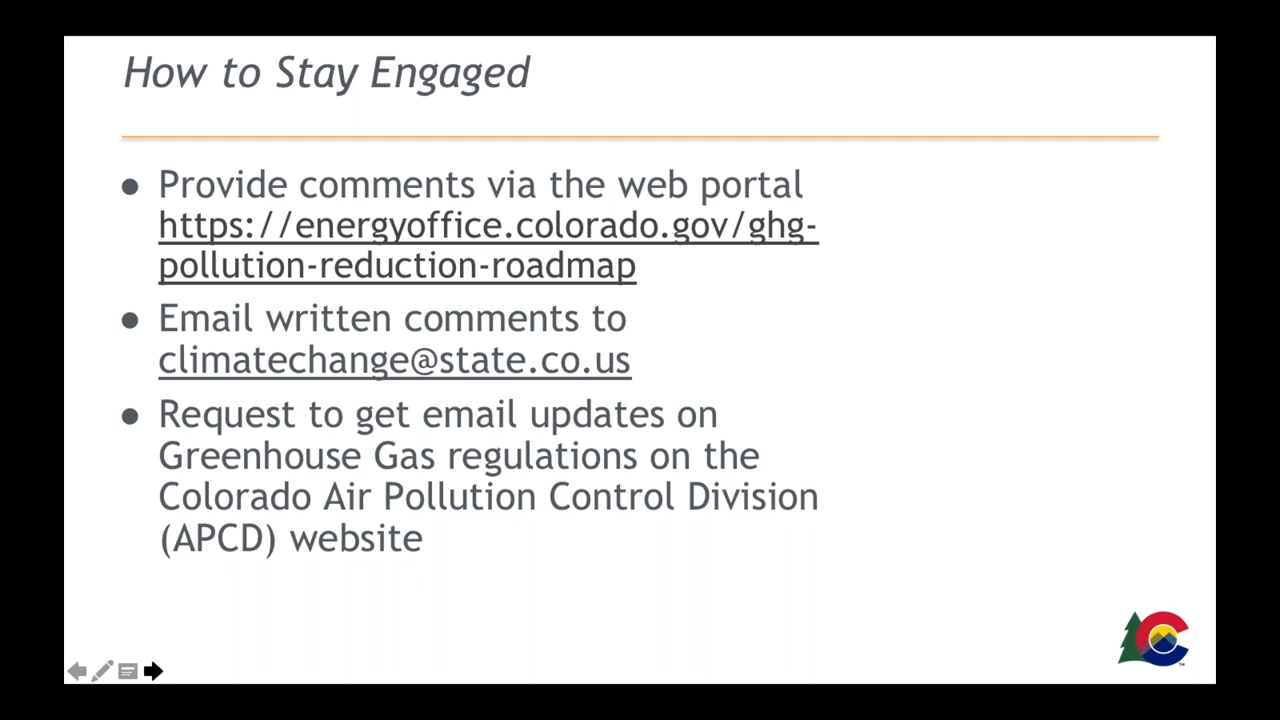 How to Stay Engaged
● Provide comments via the web portal
https://energyoffice.colorado.gov/ghg-
pollution-reduction-roadmap
● Email written comments to
climatechange@state.co.us
● Request to get email updates on
Greenhouse Gas regulations on the
Colorado Air Pollution Control Division
(APCD) website